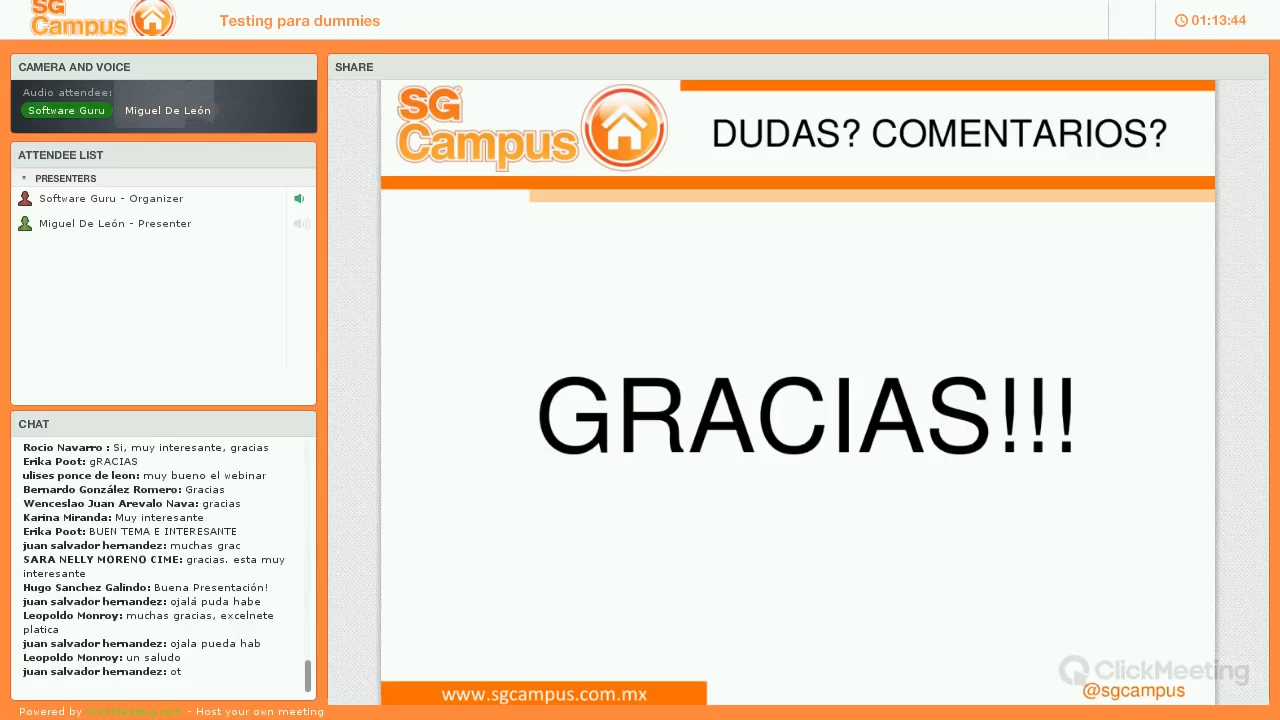 SG
Campus
Testing para dummies
01:13:44
CAMERA AND VOICE
Audio attendee:
Software Guru
Miguel De León
ATTENDEE LIST
PRESENTERS
Software Guru - Organizer
Miguel De León - Presenter
CHAT
Rocio Navarro : Si, muy interesante, gracias
Erika Poot: gRACIAS
ulises ponce de leon: muy bueno el webinar
Bernardo González Romero: Gracias
Wenceslao Juan Arevalo Nava: gracias
Karina Miranda: Muy interesante
Erika Poot: BUEN TEMA E INTERESANTE
juan salvador hernandez: muchas grac
SARA NELLY MORENO CIME: gracias. esta muy
interesante
Hugo Sanchez Galindo: Buena Presentación!
juan salvador hernandez: ojalá puda habe
Leopoldo Monroy: muchas gracias, excelnete
platica
juan salvador hernandez: ojala pueda hab
Leopoldo Monroy: un saludo
juan salvador hernandez: ot
Powered by ClickMeeting.com - Host your own meeting
SHARE
SG
Campus
DUDAS? COMENTARIOS?
GRACIAS!!!
www.sgcampus.com.mx
ClickMeeting
@sgcampus